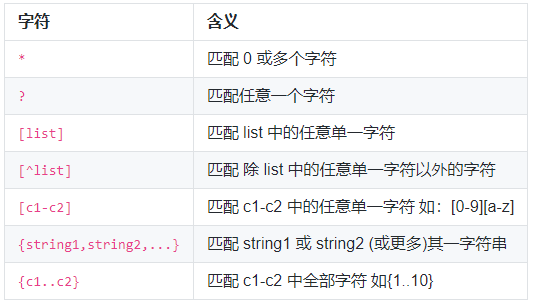 字符 含义
* 匹配 0 或多个字符
? 匹配任意一个字符
[list] 匹配 list 中的任意单一字符
[^list] 匹配 除 list 中的任意单一字符以外的字符
[c1-c2] 匹配 c1-c2 中的任意单一字符 如：[0-9][a-z]
{string1,string2,...} 匹配 string1 或 string2 (或更多)其一字符串
{c1..c2} 匹配 c1-c2 中全部字符 如{1..10}